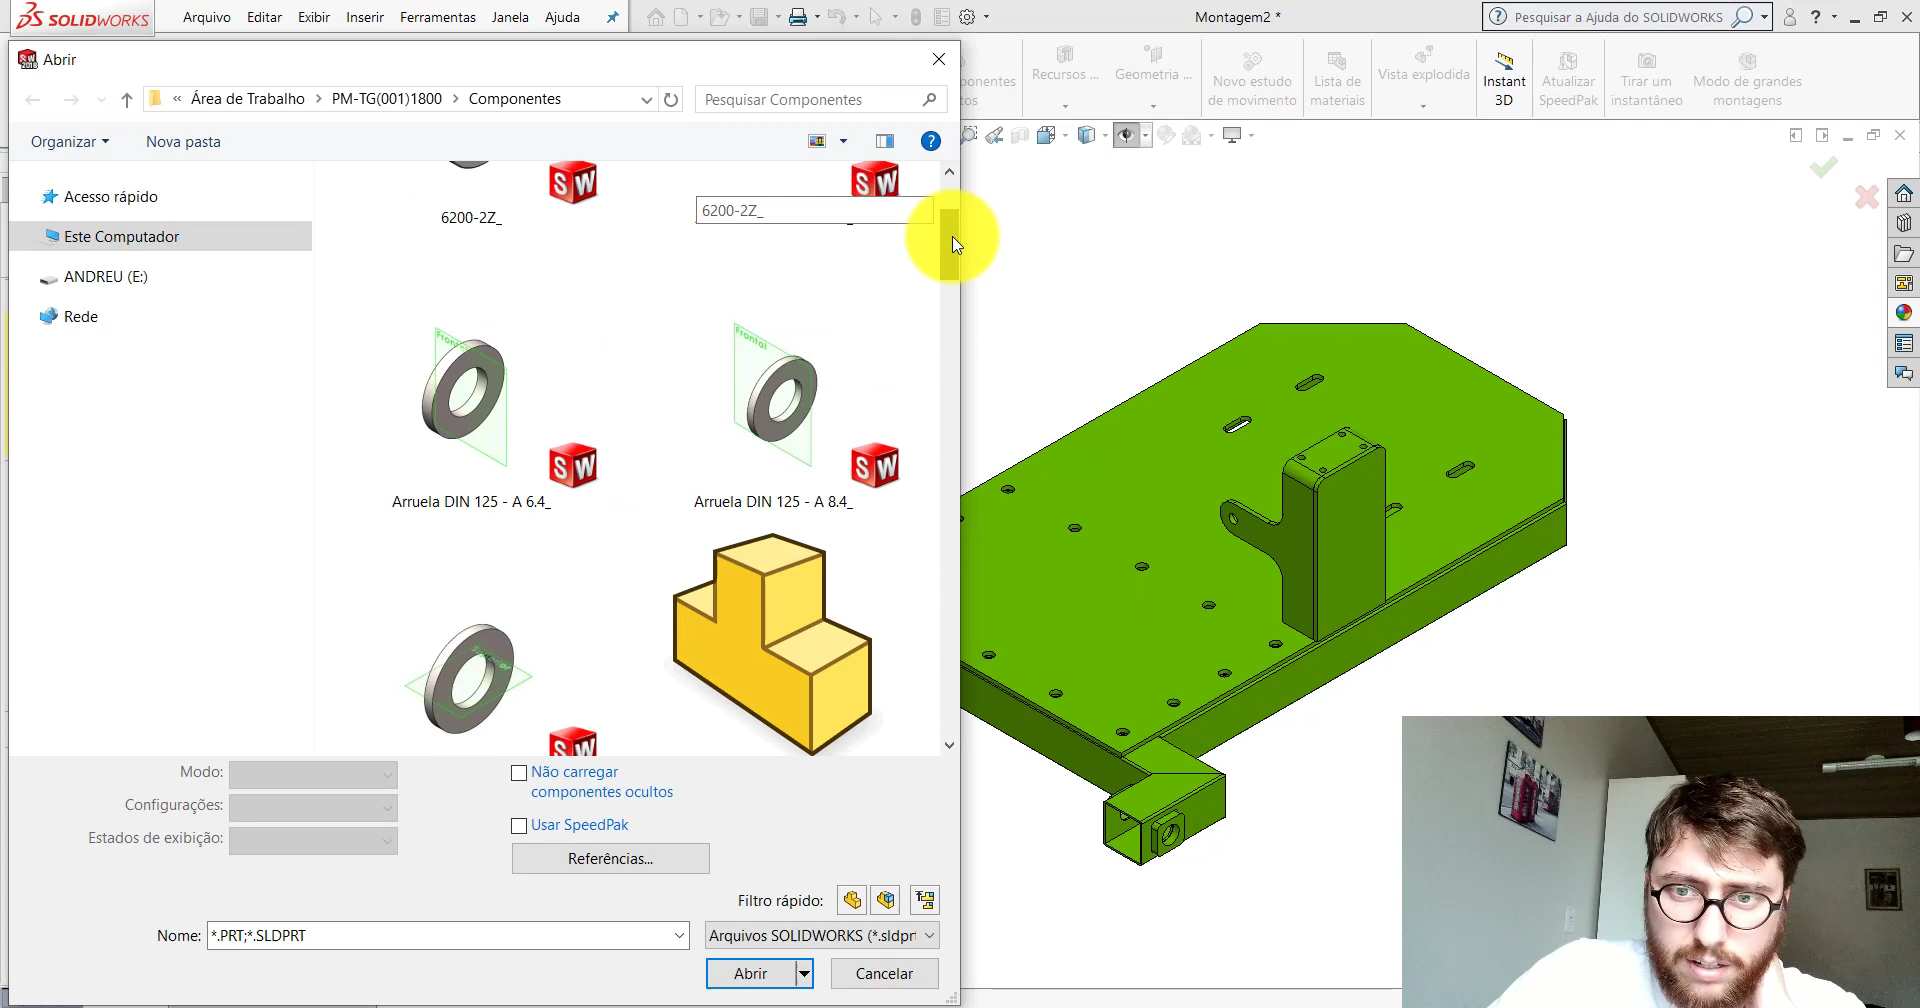 SOLIDWORKS
Arquivo Editar Exibir Inserir Ferramentas Janela Ajuda
Montagem2 *
Pesquisar a Ajuda do SOLIDWORKS
Abrir
Recursos ...
Geometria ...
Novo estudo
de movimento
Lista de
materiais
Vista explodida
Instant
3D
Atualizar
SpeedPak
Tirar um
instantâneo
Modo de grandes
montagens
« Área de Trabalho > PM-TG(001)1800 > Componentes
Pesquisar Componentes
Organizar
Nova pasta
Acesso rápido
Este Computador
ANDREU (E:)
Rede
6200-2Z_
6200-2Z_
Frontal
Frontal
Arruela DIN 125 - A 6.4_
Arruela DIN 125 - A 8.4_
Modo:
Configurações:
Estados de exibição:
Não carregar
componentes ocultos
Usar SpeedPak
Referências...
Filtro rápido:
Nome: *.PRT;*.SLDPRT
Arquivos SOLIDWORKS (*.sldprt
Abrir
Cancelar